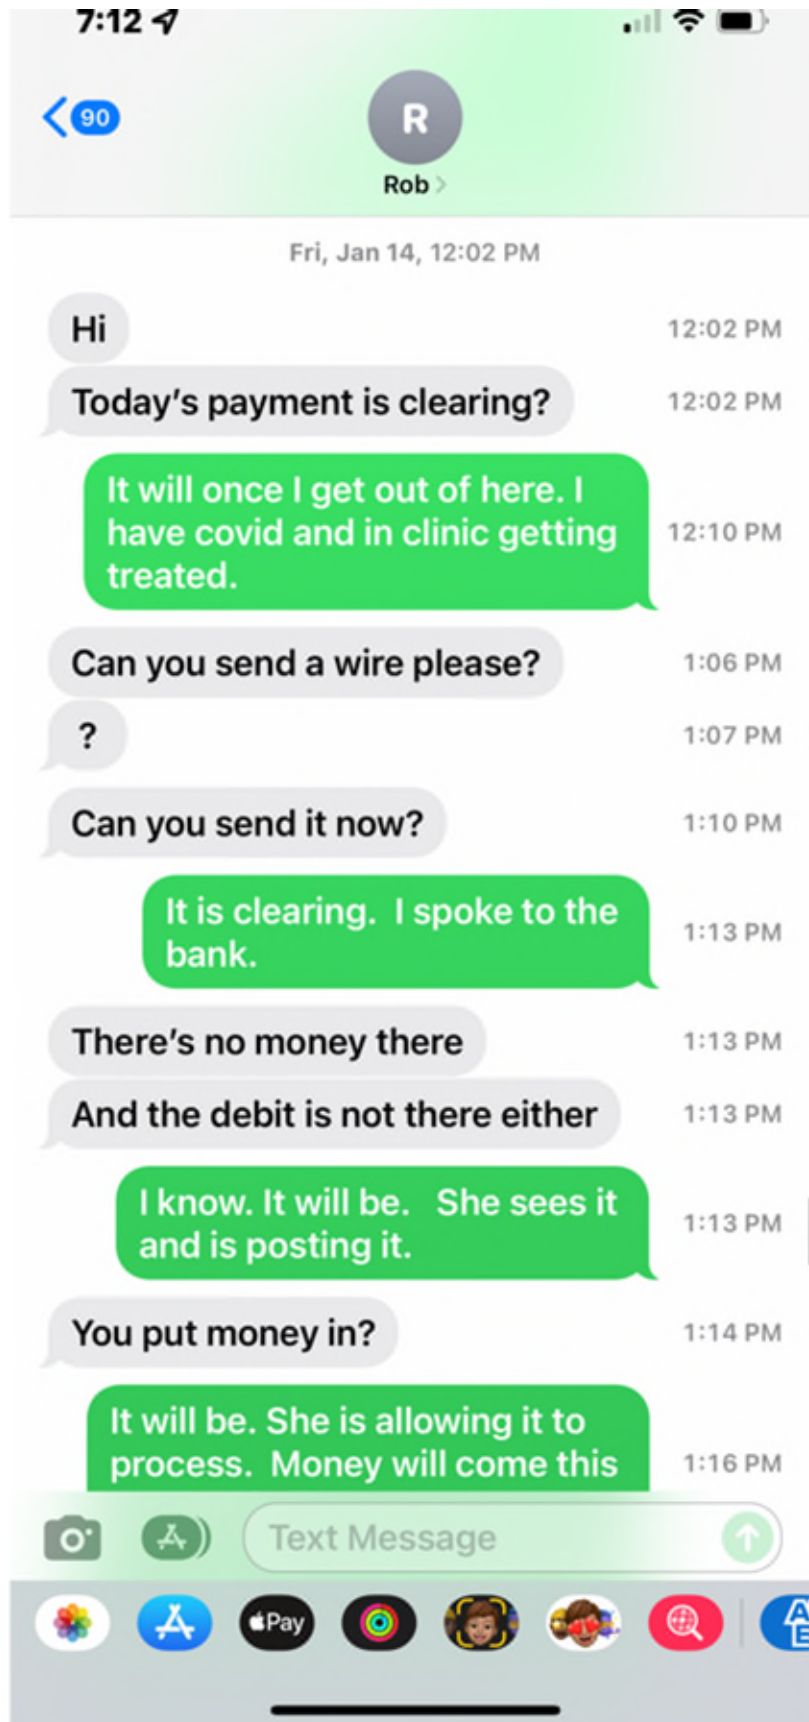 7:12
90
R
Rob
Fri, Jan 14, 12:02 PM
Hi
12:02 PM
Today's payment is clearing?
12:02 PM
It will once I get out of here. I
have covid and in clinic getting
treated.
12:10 PM
Can you send a wire please?
1:06 PM
?
1:07 PM
Can you send it now?
1:10 PM
It is clearing.  I spoke to the
bank.
1:13 PM
There's no money there
1:13 PM
And the debit is not there either
1:13 PM
I know. It will be.   She sees it
and is posting it.
1:13 PM
You put money in?
1:14 PM
It will be. She is allowing it to
process.  Money will come this
1:16 PM
Text Message
Pay